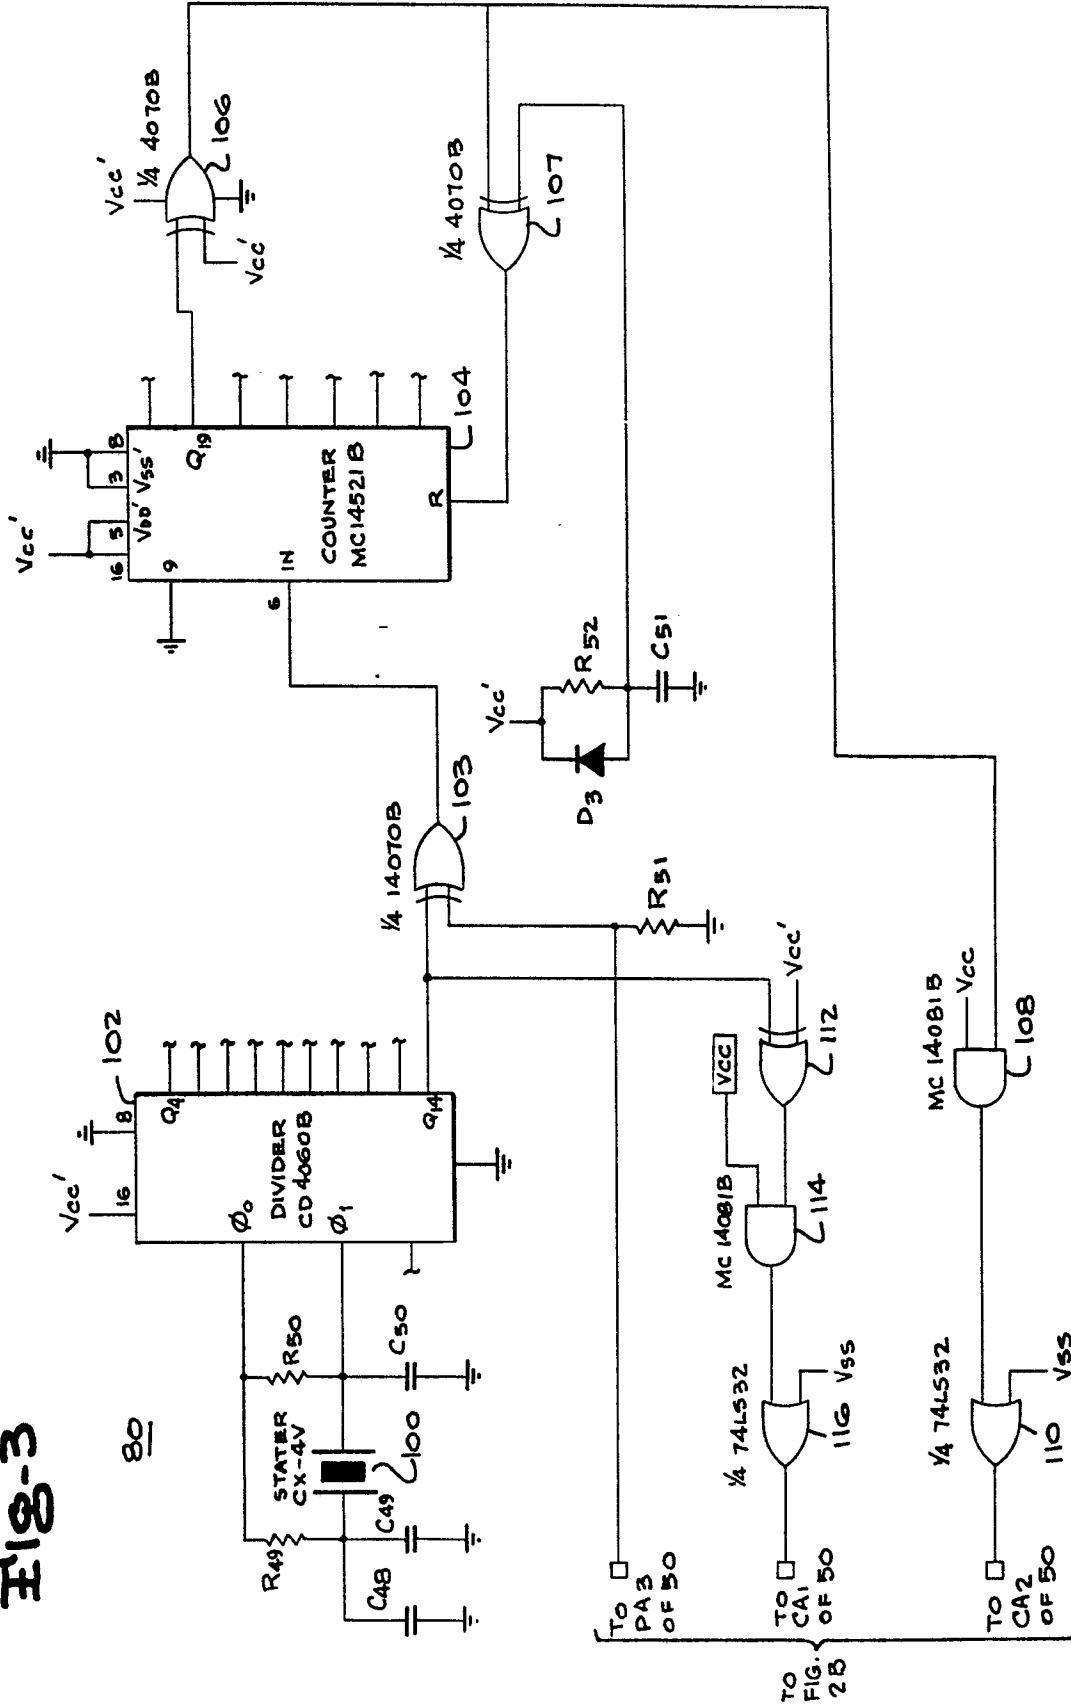 Fig-3
80
Vcc'
16
8
102
Q4
Φ0
DIVIDER
CD4060B
Φ1
Q14
R49
R50
STATER
CX-4V
100
C48
C49
C50
1/4 14070B
103
R51
Vcc'
16
5
3
8
VDD'
VSS'
9
Q19
IN
6
COUNTER
MC14521B
R
104
Vcc'
1/4 4070B
106
Vcc'
1/4 4070B
107
Vcc'
D3
R52
C51
Vcc'
112
VCC
MC 14081B
114
1/4 74LS32
VSS
116
MC 14081B
Vcc
108
1/4 74LS32
VSS
110
TO
PA3
OF 50
TO
CA1
OF 50
TO
CA2
OF 50
TO
FIG.
2B